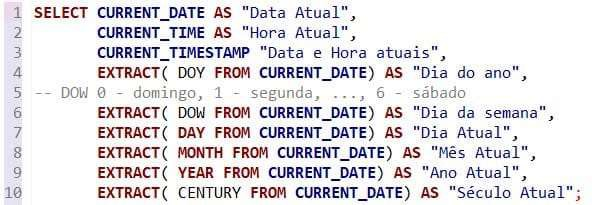 1 SELECT CURRENT_DATE AS "Data Atual",
2 CURRENT_TIME AS "Hora Atual",
3 CURRENT_TIMESTAMP "Data e Hora atuais",
4 EXTRACT( DOY FROM CURRENT_DATE) AS "Dia do ano",
5 -- DOW 0 - domingo, 1 - segunda, ..., 6 - sábado
6 EXTRACT( DOW FROM CURRENT_DATE) AS "Dia da semana",
7 EXTRACT( DAY FROM CURRENT_DATE) AS "Dia Atual",
8 EXTRACT( MONTH FROM CURRENT_DATE) AS "Mês Atual",
9 EXTRACT( YEAR FROM CURRENT_DATE) AS "Ano Atual",
10 EXTRACT( CENTURY FROM CURRENT_DATE) AS "Século Atual";